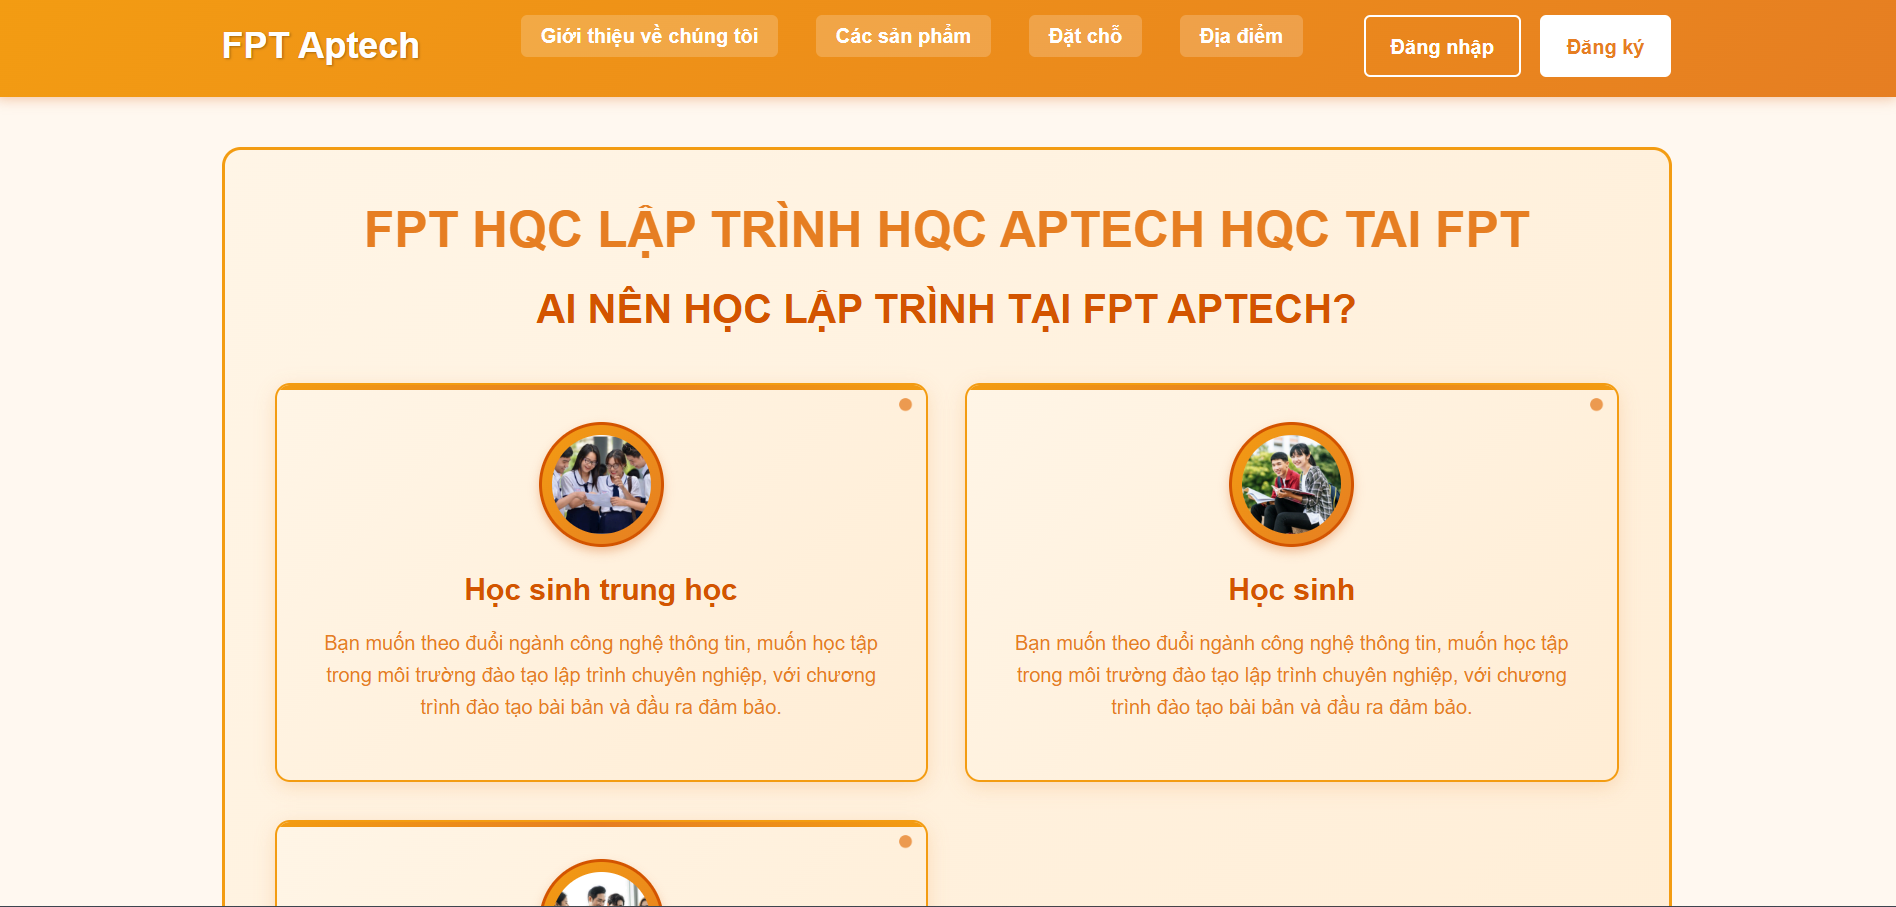 FPT Aptech
Giới thiệu về chúng tôi
Các sản phẩm
Đặt chỗ
Địa điểm
Đăng nhập
Đăng ký
FPT HQC LẬP TRÌNH HQC APTECH HQC TAI FPT
AI NÊN HỌC LẬP TRÌNH TẠI FPT APTECH?
Học sinh trung học
Bạn muốn theo đuổi ngành công nghệ thông tin, muốn học tập
trong môi trường đào tạo lập trình chuyên nghiệp, với chương
trình đào tạo bài bản và đầu ra đảm bảo.
Học sinh
Bạn muốn theo đuổi ngành công nghệ thông tin, muốn học tập
trong môi trường đào tạo lập trình chuyên nghiệp, với chương
trình đào tạo bài bản và đầu ra đảm bảo.